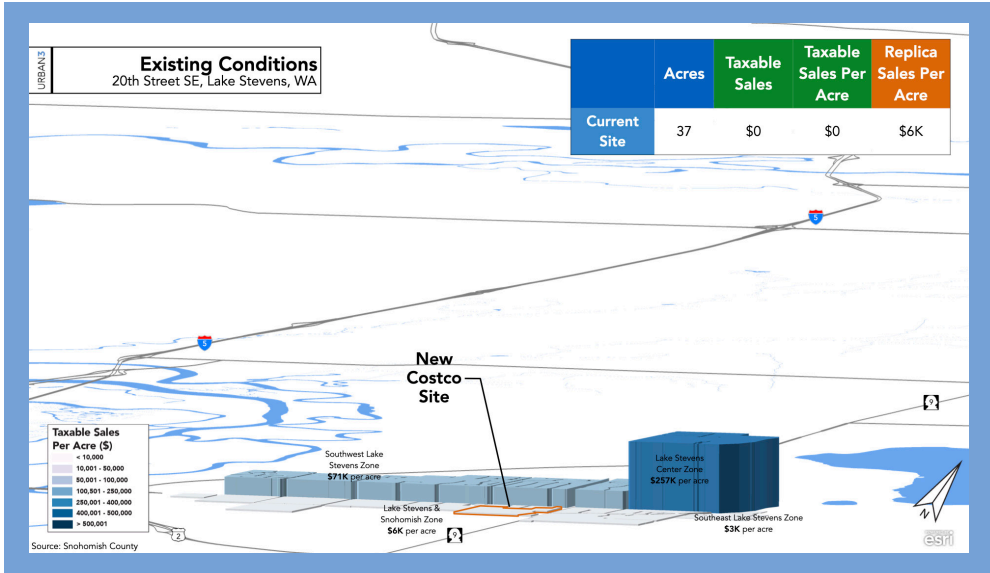 URBAN3
Existing Conditions
20th Street SE, Lake Stevens, WA
Acres
Taxable
Sales
Taxable
Sales Per
Acre
Replica
Sales Per
Acre
Current
Site
37
$0
$0
$6K
5
5
New
Costco
Site
9
Taxable Sales
Per Acre ($)
< 10,000
10,001 - 50,000
50,001 - 100,000
100,501 - 250,000
250,001 - 400,000
400,001 - 500,000
> 500,001
Southwest Lake
Stevens Zone
$71K per acre
Lake Stevens
Center Zone
$257K per acre
Lake Stevens &
Snohomish Zone
$6K per acre
Southeast Lake Stevens Zone
$3K per acre
9
2
N
esri
Source: Snohomish County